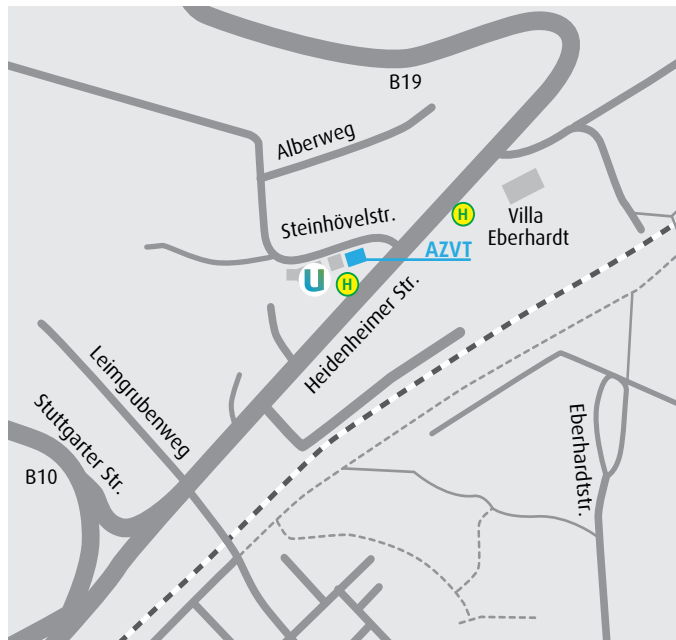 B19
Alberweg
Steinhövelstr.
H
Villa
Eberhardt
AZVT
u
H
Heidenheimer Str.
Leimgrubenweg
Stuttgarter Str.
B10
Eberhardtstr.